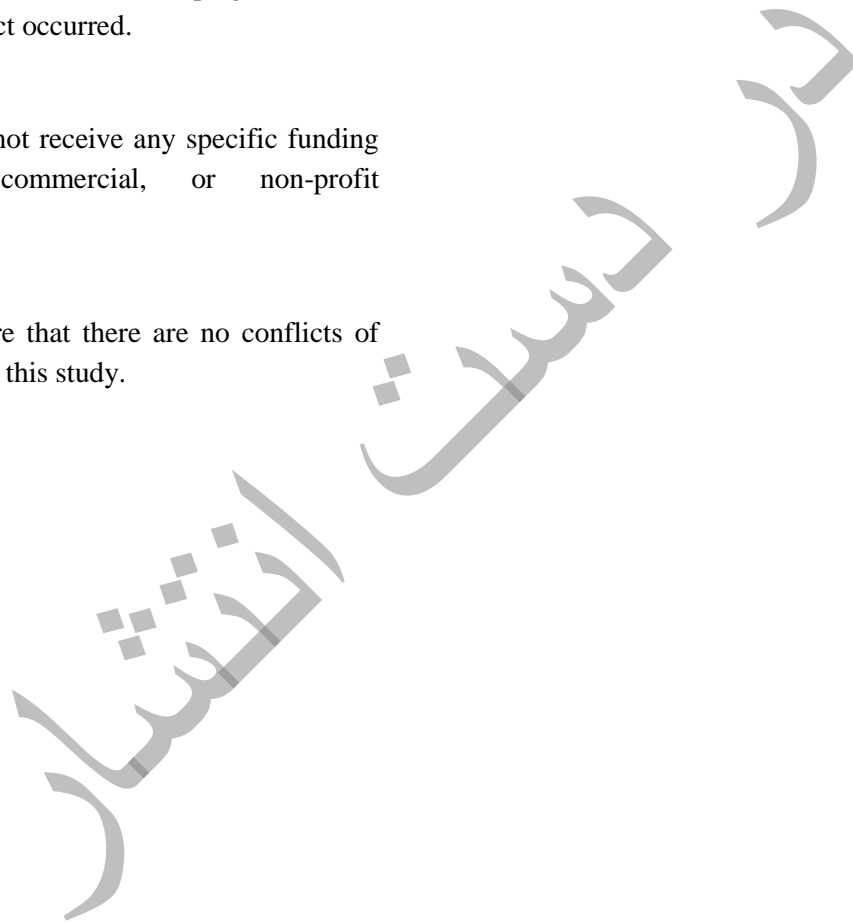 ct occurred.
not receive any specific funding
commercial, or non-profit
re that there are no conflicts of
this study.
در دست انتشار